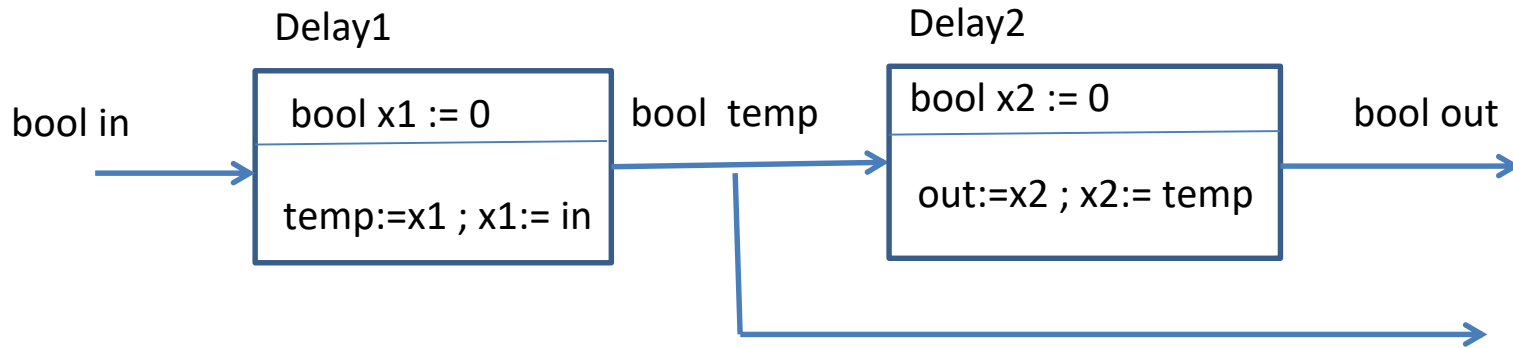 Delay1
Delay2
bool in
bool x1 := 0
bool temp
bool x2 := 0
bool out
temp:=x1 ; x1:= in
out:=x2 ; x2:= temp